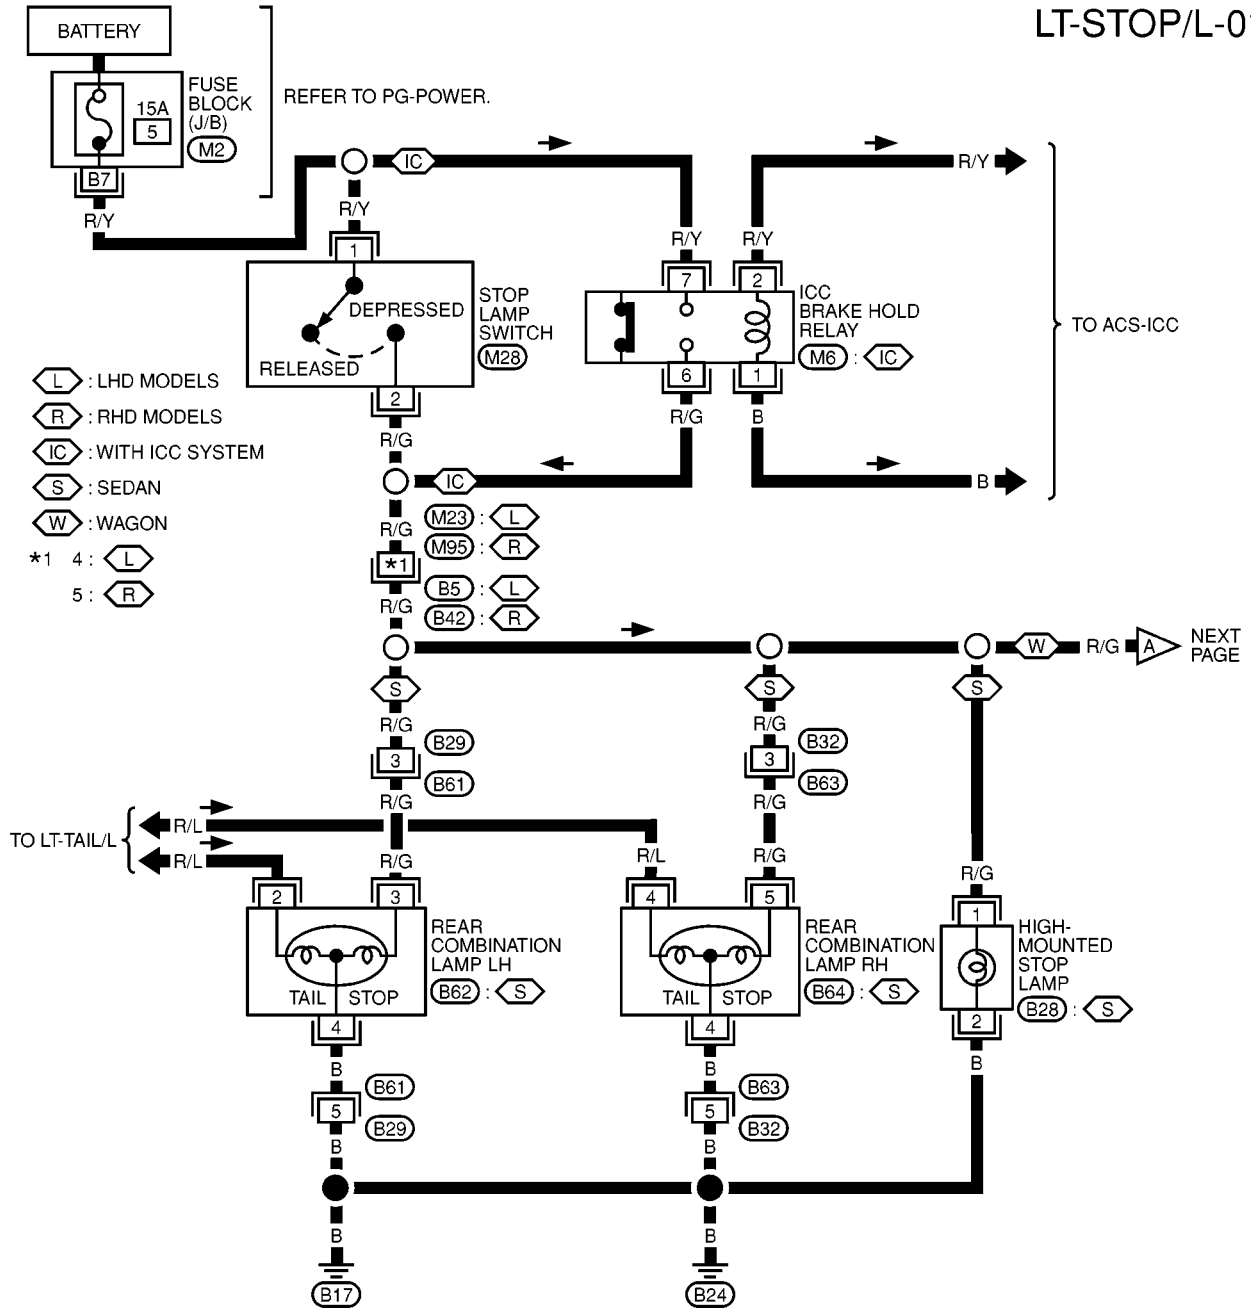 LT-STOP/L-01
BATTERY
FUSE
BLOCK
(J/B)
M2
15A
5
B7
R/Y
REFER TO PG-POWER.
IC
R/Y
R/Y
R/Y
R/Y
1
7
2
DEPRESSED
RELEASED
STOP
LAMP
SWITCH
M28
2
R/G
ICC
BRAKE HOLD
RELAY
M6 : IC
6
1
R/G
B
TO ACS-ICC
IC
B
L : LHD MODELS
R : RHD MODELS
IC : WITH ICC SYSTEM
S : SEDAN
W : WAGON
*1 4 : L
5 : R
R/G
M23 : L
M95 : R
*1
B5 : L
B42 : R
R/G
W
R/G
A
NEXT
PAGE
S
S
S
R/G
R/G
B29
B32
3
3
B61
B63
R/G
R/G
TO LT-TAIL/L
R/L
R/L
R/G
R/L
R/G
R/G
2
3
4
5
1
TAIL STOP
REAR
COMBINATION
LAMP LH
B62 : S
TAIL STOP
REAR
COMBINATION
LAMP RH
B64 : S
HIGH-
MOUNTED
STOP
LAMP
B28 : S
4
4
2
B
B
B
B61
B63
5
5
B29
B32
B
B
B
B
B17
B24